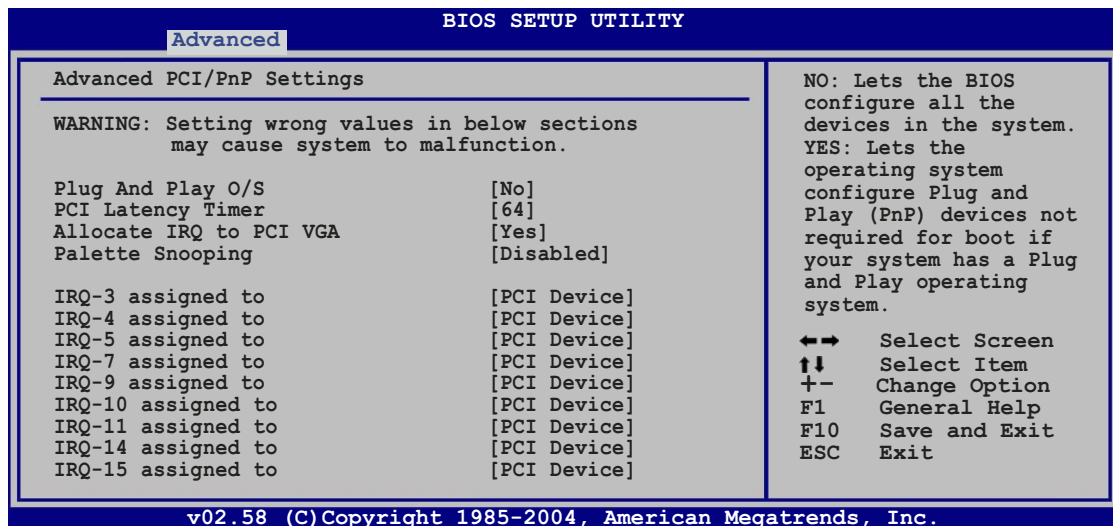 BIOS SETUP UTILITY
Advanced
Advanced PCI/PnP Settings
WARNING: Setting wrong values in below sections
may cause system to malfunction.
Plug And Play O/S [No]
PCI Latency Timer [64]
Allocate IRQ to PCI VGA [Yes]
Palette Snooping [Disabled]
IRQ-3 assigned to [PCI Device]
IRQ-4 assigned to [PCI Device]
IRQ-5 assigned to [PCI Device]
IRQ-7 assigned to [PCI Device]
IRQ-9 assigned to [PCI Device]
IRQ-10 assigned to [PCI Device]
IRQ-11 assigned to [PCI Device]
IRQ-14 assigned to [PCI Device]
IRQ-15 assigned to [PCI Device]
NO: Lets the BIOS
configure all the
devices in the system.
YES: Lets the
operating system
configure Plug and
Play (PnP) devices not
required for boot if
your system has a Plug
and Play operating
system.
←→ Select Screen
↑↓ Select Item
+- Change Option
F1 General Help
F10 Save and Exit
ESC Exit
v02.58 (C)Copyright 1985-2004, American Megatrends, Inc.